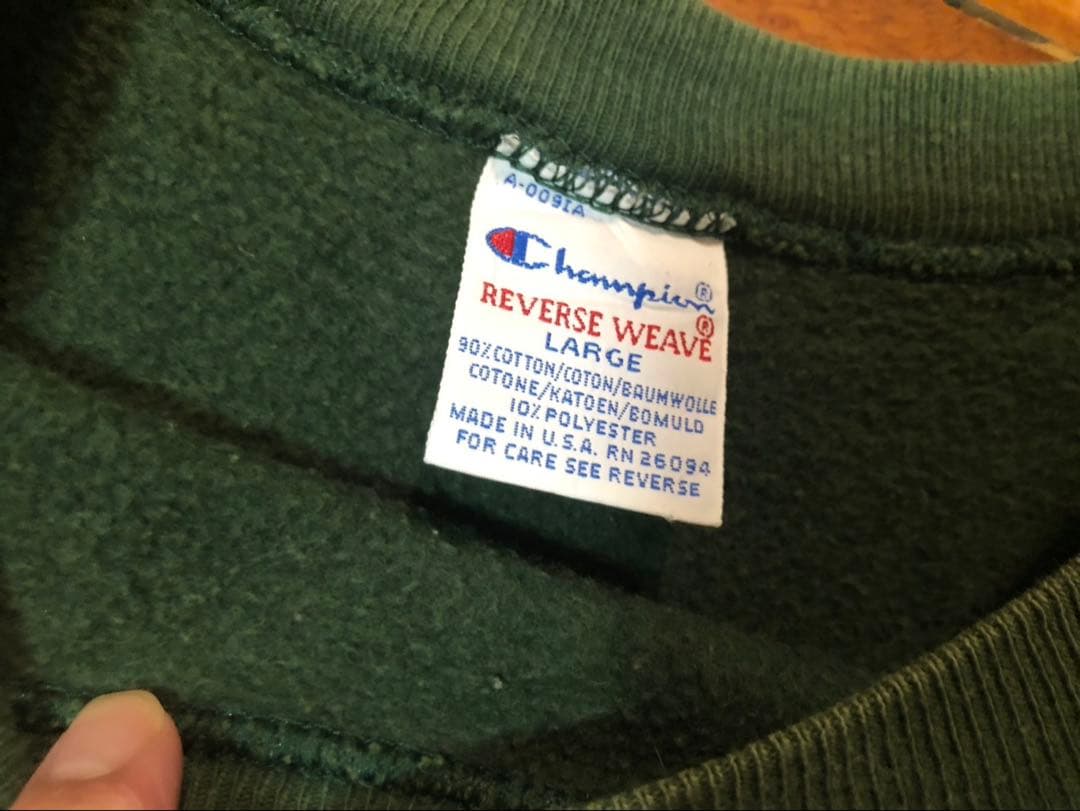 A-009IA
Champion®
REVERSE WEAVE®
LARGE
90% COTTON/COTON/BAUMWOLLE
COTONE/KATOEN/BOMULD
10% POLYESTER
MADE IN U.S.A. RN 26094
FOR CARE SEE REVERSE